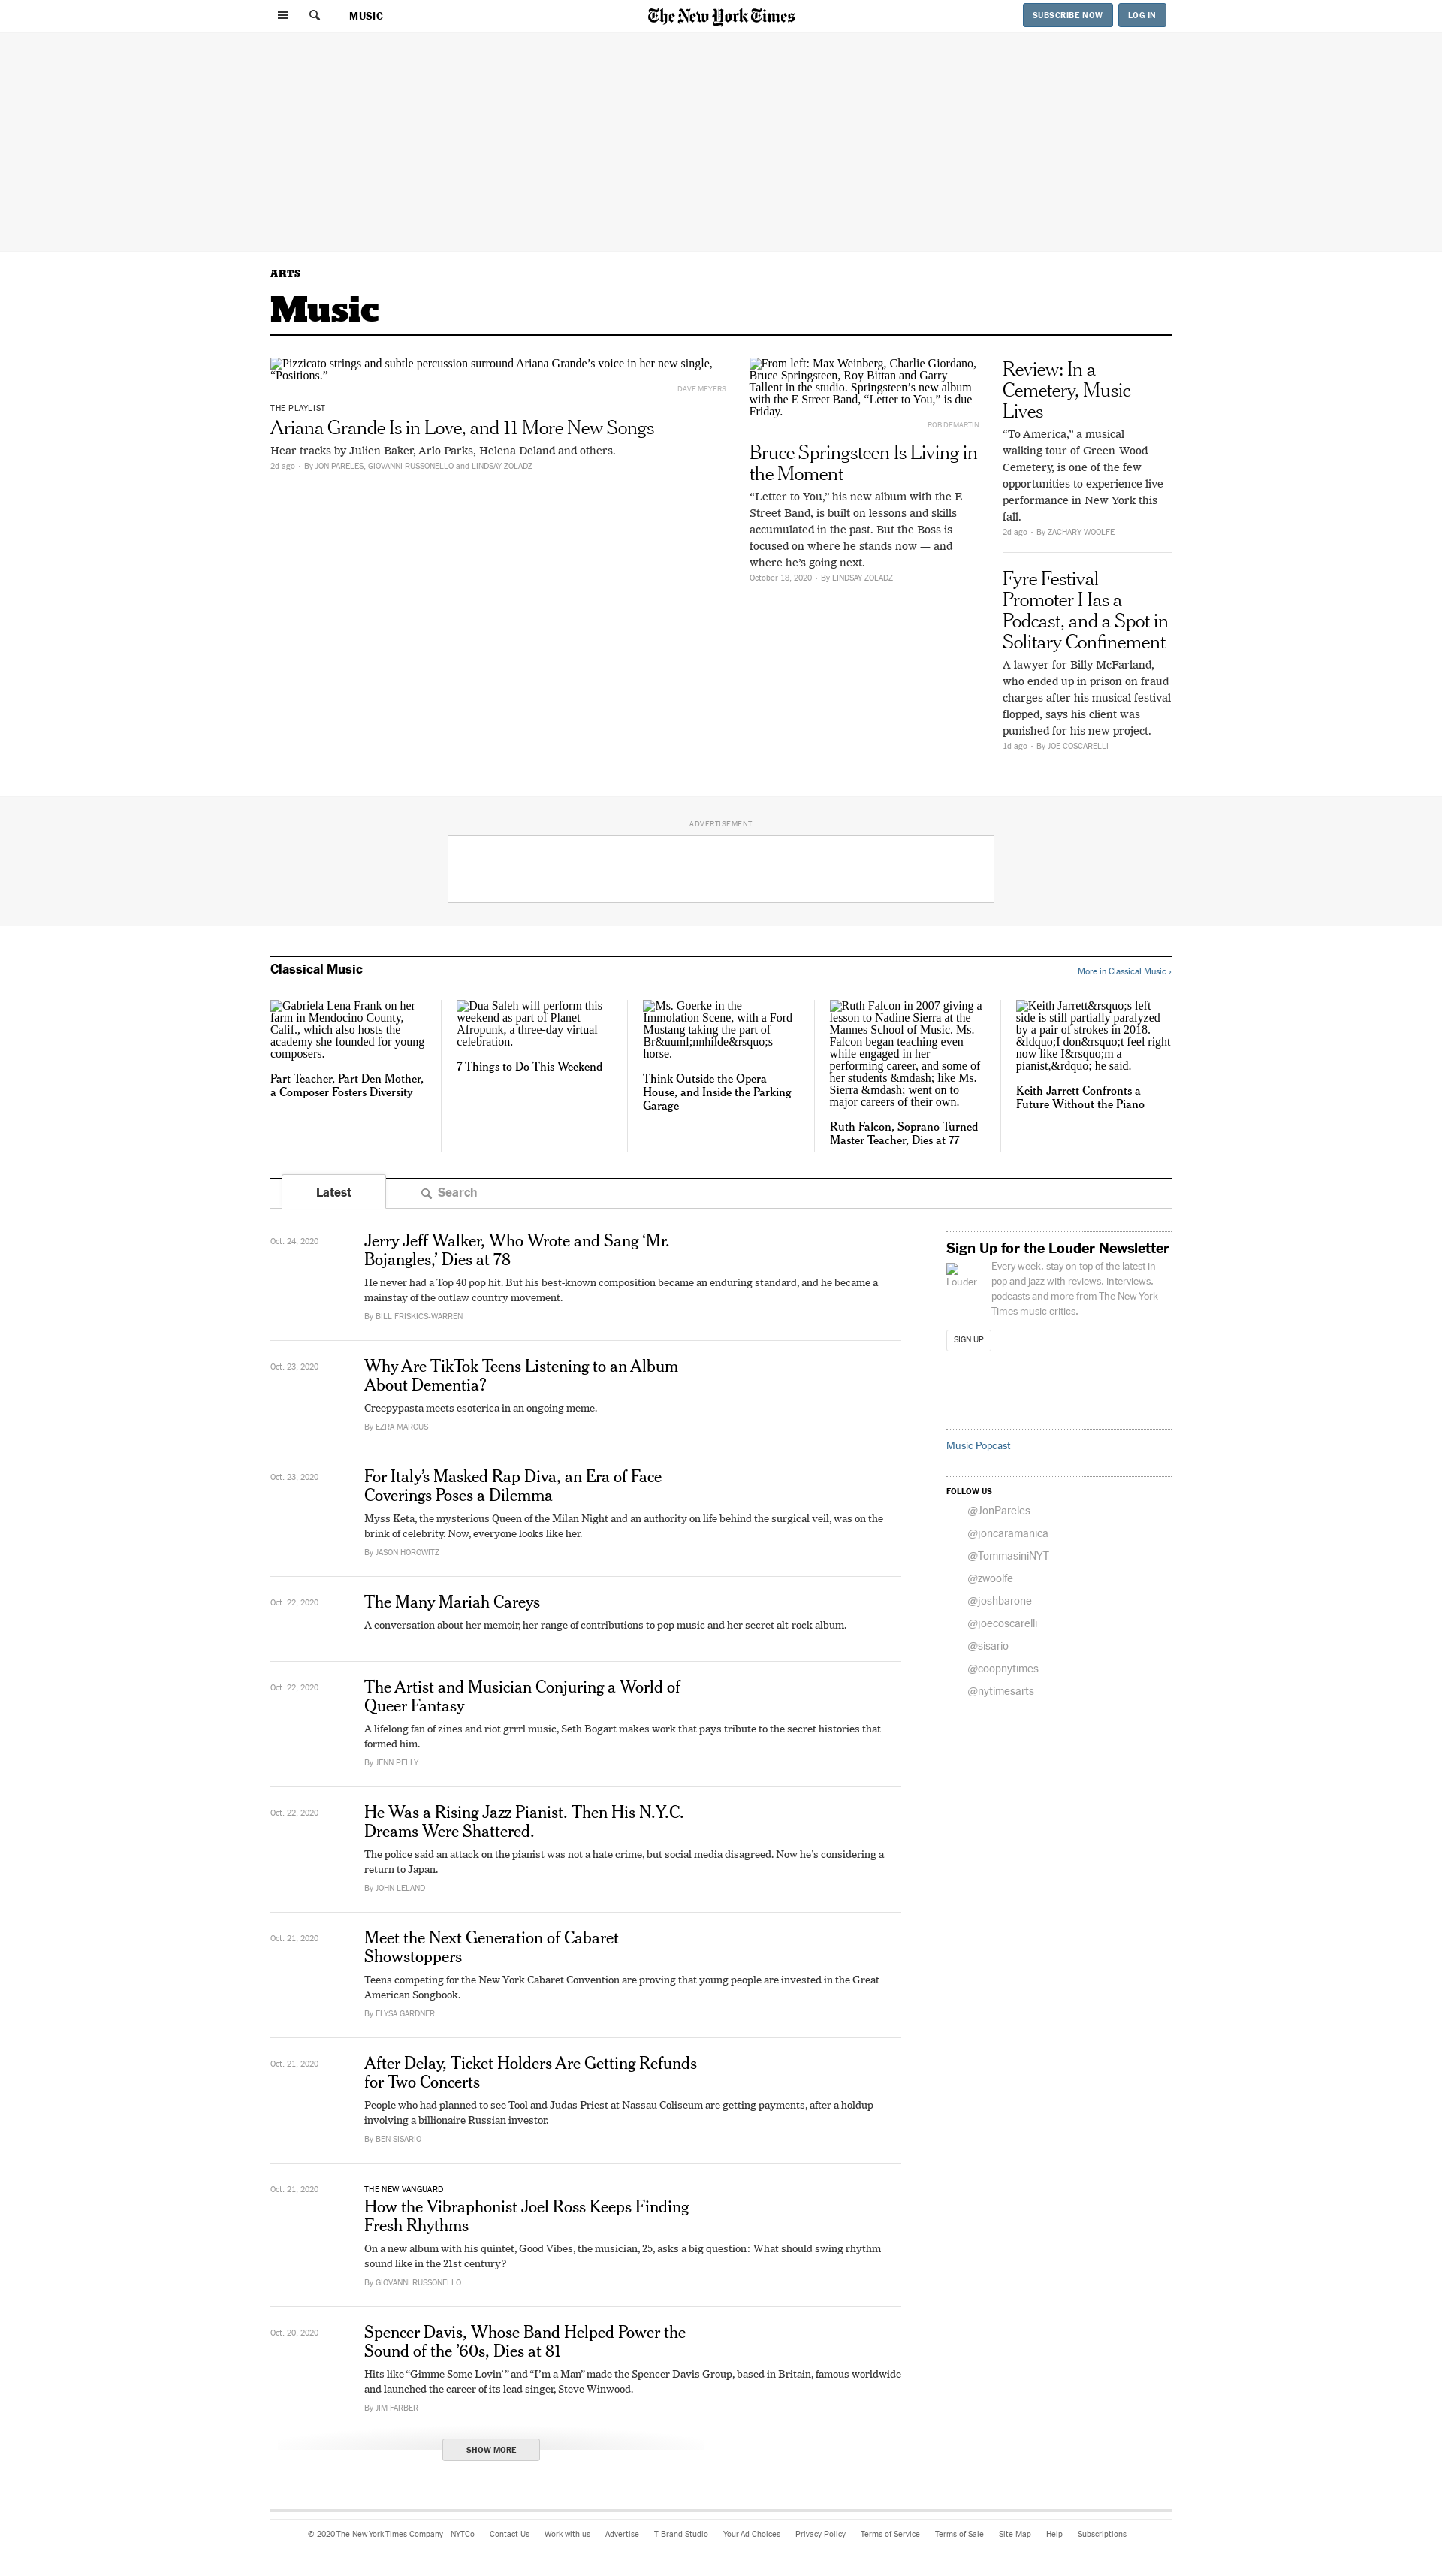 MUSIC
The New York Times
SUBSCRIBE NOW
LOG IN
ARTS
Music
Pizzicato strings and subtle percussion surround Ariana Grande’s voice in her new single,
“Positions.”
DAVE MEYERS
THE PLAYLIST
Ariana Grande Is in Love, and 11 More New Songs
Hear tracks by Julien Baker, Arlo Parks, Helena Deland and others.
2d ago • By JON PARELES, GIOVANNI RUSSONELLO and LINDSAY ZOLADZ
From left: Max Weinberg, Charlie Giordano,
Bruce Springsteen, Roy Bittan and Garry
Tallent in the studio. Springsteen’s new album
with the E Street Band, “Letter to You,” is due
Friday.
ROB DEMARTIN
Bruce Springsteen Is Living in
the Moment
“Letter to You,” his new album with the E
Street Band, is built on lessons and skills
accumulated in the past. But the Boss is
focused on where he stands now — and
where he’s going next.
October 18, 2020 • By LINDSAY ZOLADZ
Review: In a
Cemetery, Music
Lives
“To America,” a musical
walking tour of Green-Wood
Cemetery, is one of the few
opportunities to experience live
performance in New York this
fall.
2d ago • By ZACHARY WOOLFE
Fyre Festival
Promoter Has a
Podcast, and a Spot in
Solitary Confinement
A lawyer for Billy McFarland,
who ended up in prison on fraud
charges after his musical festival
flopped, says his client was
punished for his new project.
1d ago • By JOE COSCARELLI
ADVERTISEMENT
Classical Music
More in Classical Music ›
Gabriela Lena Frank on her
farm in Mendocino County,
Calif., which also hosts the
academy she founded for young
composers.
Part Teacher, Part Den Mother,
a Composer Fosters Diversity
Dua Saleh will perform this
weekend as part of Planet
Afropunk, a three-day virtual
celebration.
7 Things to Do This Weekend
Ms. Goerke in the
Immolation Scene, with a Ford
Mustang taking the part of
Br&uuml;nnhilde&rsquo;s
horse.
Think Outside the Opera
House, and Inside the Parking
Garage
Ruth Falcon in 2007 giving a
lesson to Nadine Sierra at the
Mannes School of Music. Ms.
Falcon began teaching even
while engaged in her
performing career, and some of
her students &mdash; like Ms.
Sierra &mdash; went on to
major careers of their own.
Ruth Falcon, Soprano Turned
Master Teacher, Dies at 77
Keith Jarrett&rsquo;s left
side is still partially paralyzed
by a pair of strokes in 2018.
&ldquo;I don&rsquo;t feel right
now like I&rsquo;m a
pianist,&rdquo; he said.
Keith Jarrett Confronts a
Future Without the Piano
Latest
Search
Oct. 24, 2020
Jerry Jeff Walker, Who Wrote and Sang ‘Mr.
Bojangles,’ Dies at 78
He never had a Top 40 pop hit. But his best-known composition became an enduring standard, and he became a
mainstay of the outlaw country movement.
By BILL FRISKICS-WARREN
Oct. 23, 2020
Why Are TikTok Teens Listening to an Album
About Dementia?
Creepypasta meets esoterica in an ongoing meme.
By EZRA MARCUS
Oct. 23, 2020
For Italy’s Masked Rap Diva, an Era of Face
Coverings Poses a Dilemma
Myss Keta, the mysterious Queen of the Milan Night and an authority on life behind the surgical veil, was on the
brink of celebrity. Now, everyone looks like her.
By JASON HOROWITZ
Oct. 22, 2020
The Many Mariah Careys
A conversation about her memoir, her range of contributions to pop music and her secret alt-rock album.
Oct. 22, 2020
The Artist and Musician Conjuring a World of
Queer Fantasy
A lifelong fan of zines and riot grrrl music, Seth Bogart makes work that pays tribute to the secret histories that
formed him.
By JENN PELLY
Oct. 22, 2020
He Was a Rising Jazz Pianist. Then His N.Y.C.
Dreams Were Shattered.
The police said an attack on the pianist was not a hate crime, but social media disagreed. Now he’s considering a
return to Japan.
By JOHN LELAND
Oct. 21, 2020
Meet the Next Generation of Cabaret
Showstoppers
Teens competing for the New York Cabaret Convention are proving that young people are invested in the Great
American Songbook.
By ELYSA GARDNER
Oct. 21, 2020
After Delay, Ticket Holders Are Getting Refunds
for Two Concerts
People who had planned to see Tool and Judas Priest at Nassau Coliseum are getting payments, after a holdup
involving a billionaire Russian investor.
By BEN SISARIO
Oct. 21, 2020
THE NEW VANGUARD
How the Vibraphonist Joel Ross Keeps Finding
Fresh Rhythms
On a new album with his quintet, Good Vibes, the musician, 25, asks a big question: What should swing rhythm
sound like in the 21st century?
By GIOVANNI RUSSONELLO
Oct. 20, 2020
Spencer Davis, Whose Band Helped Power the
Sound of the ’60s, Dies at 81
Hits like “Gimme Some Lovin’ ” and “I’m a Man” made the Spencer Davis Group, based in Britain, famous worldwide
and launched the career of its lead singer, Steve Winwood.
By JIM FARBER
SHOW MORE
Sign Up for the Louder Newsletter
Louder
Every week, stay on top of the latest in
pop and jazz with reviews, interviews,
podcasts and more from The New York
Times music critics.
SIGN UP
Music Popcast
FOLLOW US
@JonPareles
@joncaramanica
@TommasiniNYT
@zwoolfe
@joshbarone
@joecoscarelli
@sisario
@coopnytimes
@nytimesarts
© 2020 The New York Times Company NYTCo Contact Us Work with us Advertise T Brand Studio Your Ad Choices Privacy Policy Terms of Service Terms of Sale Site Map Help Subscriptions